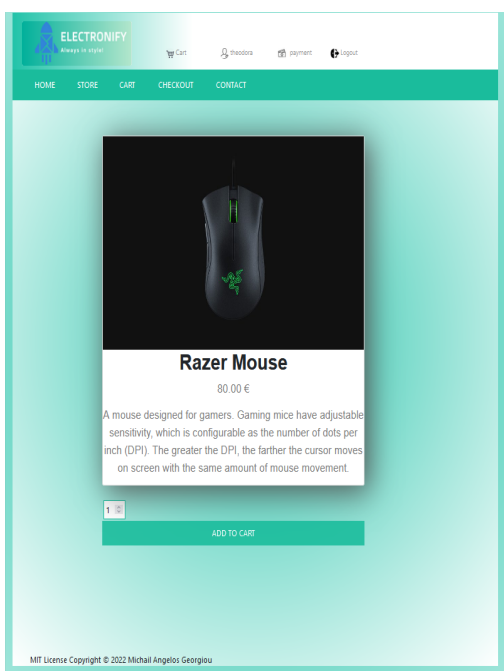 ELECTRONIFY
Always in style!
Cart theodora payment Logout
HOME STORE CART CHECKOUT CONTACT
Razer Mouse
80.00 €
A mouse designed for gamers. Gaming mice have adjustable
sensitivity, which is configurable as the number of dots per
inch (DPI). The greater the DPI, the farther the cursor moves
on screen with the same amount of mouse movement.
1
ADD TO CART
MIT License Copyright © 2022 Michail Angelos Georgiou